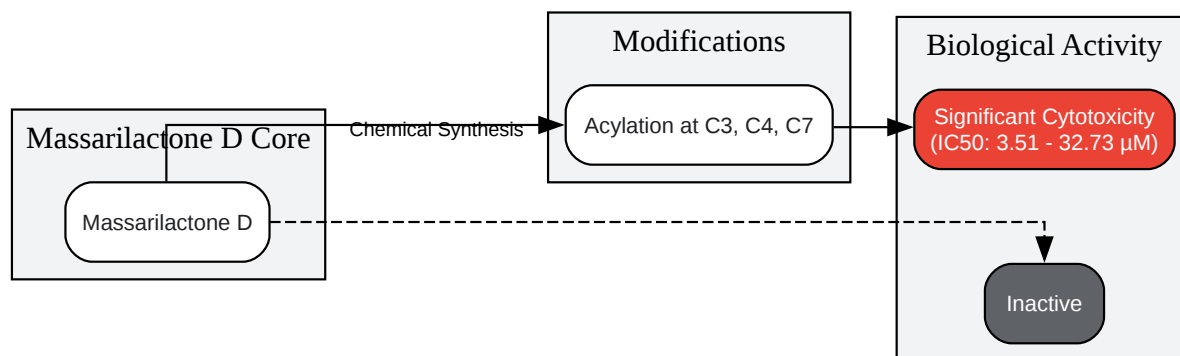 Massarilactone D Core
Massarilactone D
Chemical Synthesis
Modifications
Acylation at C3, C4, C7
Biological Activity
Significant Cytotoxicity
(IC50: 3.51 - 32.73 µM)
Inactive